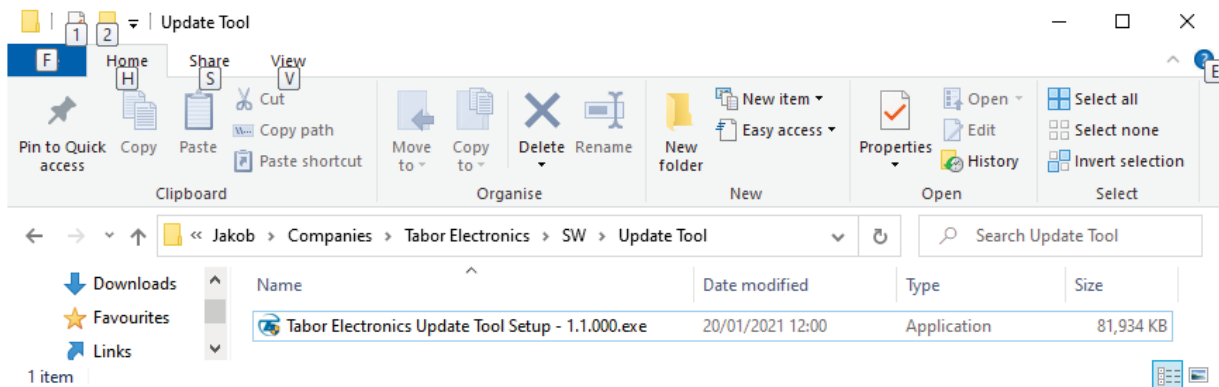 1 2 Update Tool
F Home Share View
H S V E
Pin to Quick access
Copy
Paste
Cut
Copy path
Paste shortcut
Clipboard
Move to
Copy to
Delete
Rename
Organise
New folder
New item
Easy access
New
Properties
Open
Edit
History
Open
Select all
Select none
Invert selection
Select
« Jakob > Companies > Tabor Electronics > SW > Update Tool
Search Update Tool
Downloads
Favourites
Links
Name Date modified Type Size
Tabor Electronics Update Tool Setup - 1.1.000.exe 20/01/2021 12:00 Application 81,934 KB
1 item